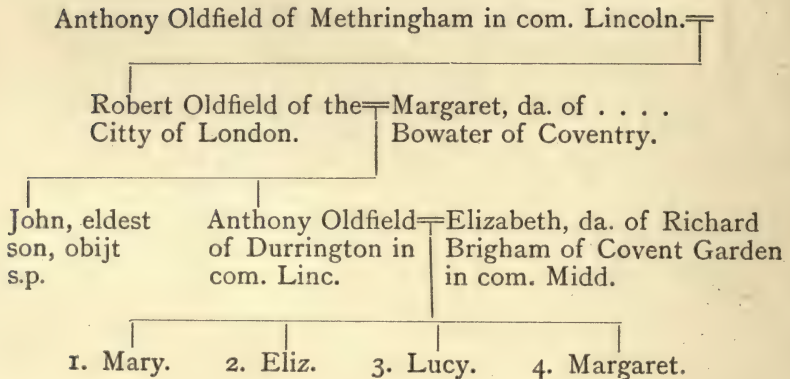 Anthony Oldfield of Methringham in com. Lincoln.
Robert Oldfield of the
Citty of London.
Margaret, da. of . . . .
Bowater of Coventry.
John, eldest
son, obijt
s.p.
Anthony Oldfield
of Durrington in
com. Linc.
Elizabeth, da. of Richard
Brigham of Covent Garden
in com. Midd.
1. Mary. 2. Eliz. 3. Lucy. 4. Margaret.